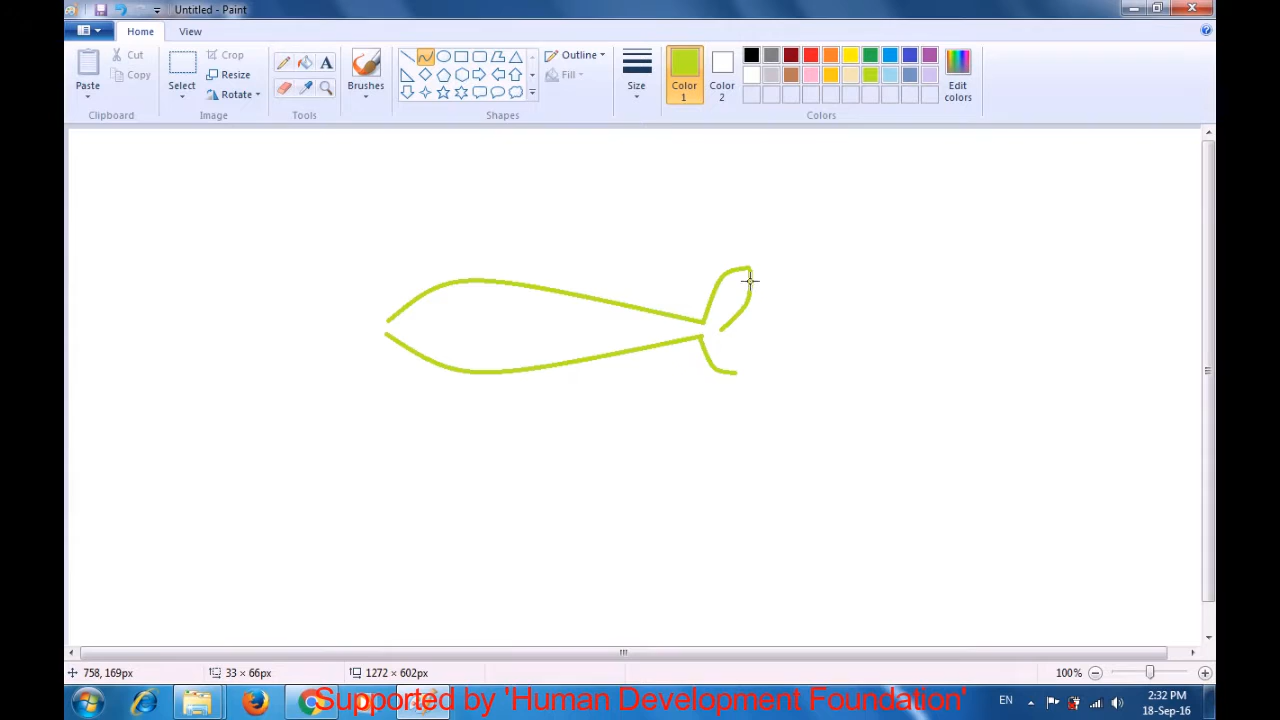 Untitled - Paint
Home View
Paste
Cut
Copy
Clipboard
Select
Crop
Resize
Rotate
Image
A
Tools
Brushes
Outline
Fill
Shapes
Size
Color
1
Color
2
Edit
colors
Colors
758, 169px
33 × 66px
1272 × 602px
100%
EN
2:32 PM
18-Sep-16
Supported by 'Human Development Foundation'